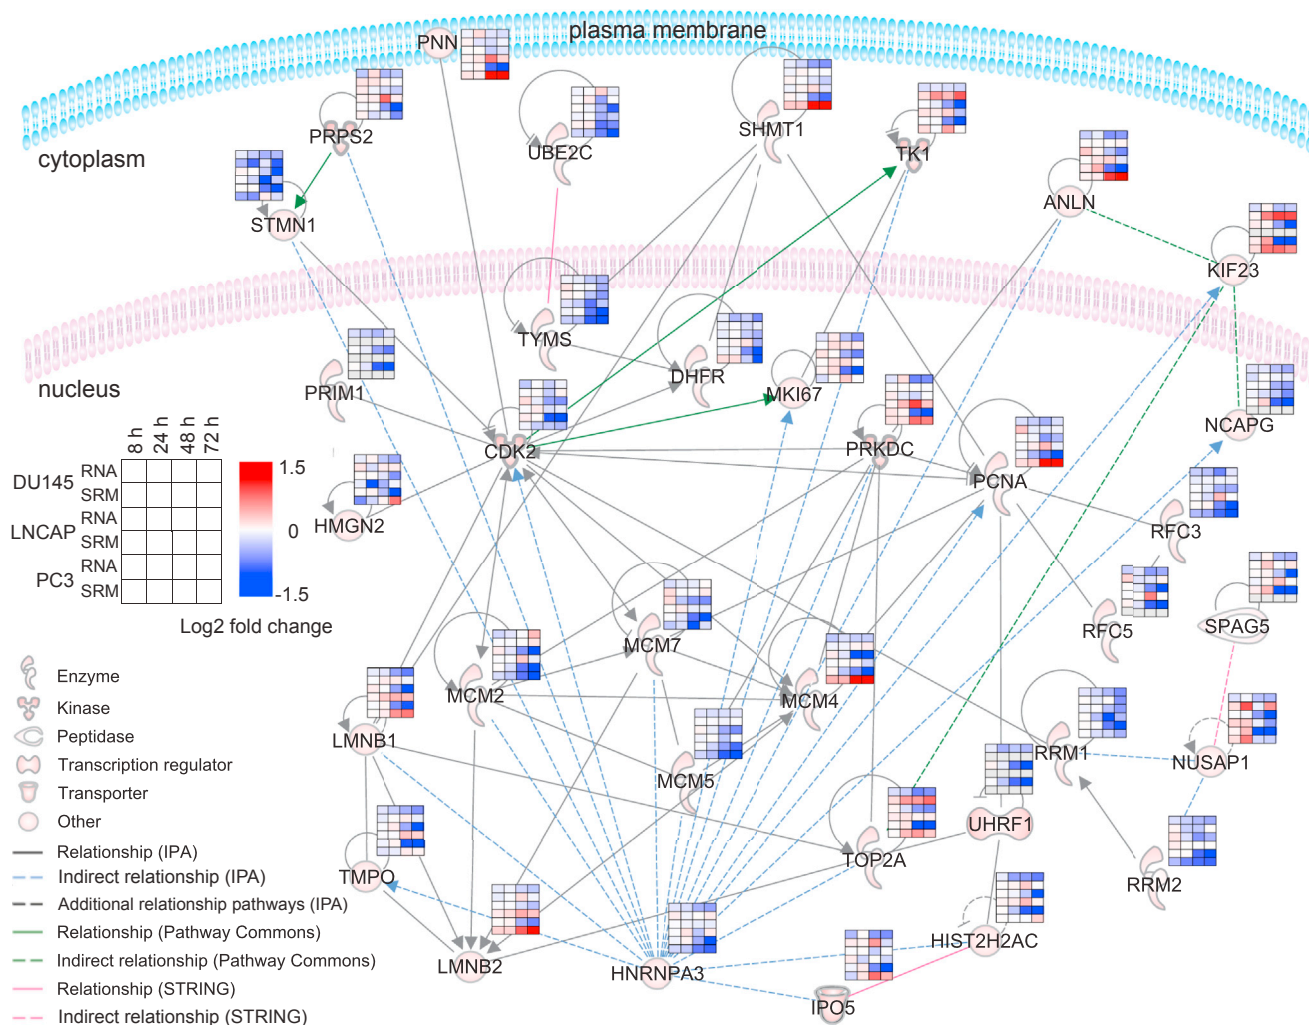 plasma membrane
PNN
SHMT1
PRPS2
UBE2C
TK1
cytoplasm
STMN1
ANLN
KIF23
TYMS
DHFR
MKI67
PRIM1
nucleus
NCAPG
CDK2
PRKDC
PCNA
HMGN2
RFC3
8 h
24 h
48 h
72 h
DU145
RNA
SRM
LNCAP
RNA
SRM
PC3
RNA
SRM
1.5
0
-1.5
Log2 fold change
RFC5
SPAG5
MCM7
MCM2
MCM4
LMNB1
MCM5
RRM1
NUSAP1
UHRF1
TOP2A
TMPO
RRM2
HIST2H2AC
LMNB2
HNRNPA3
IPO5
Enzyme
Kinase
Peptidase
Transcription regulator
Transporter
Other
Relationship (IPA)
Indirect relationship (IPA)
Additional relationship pathways (IPA)
Relationship (Pathway Commons)
Indirect relationship (Pathway Commons)
Relationship (STRING)
Indirect relationship (STRING)